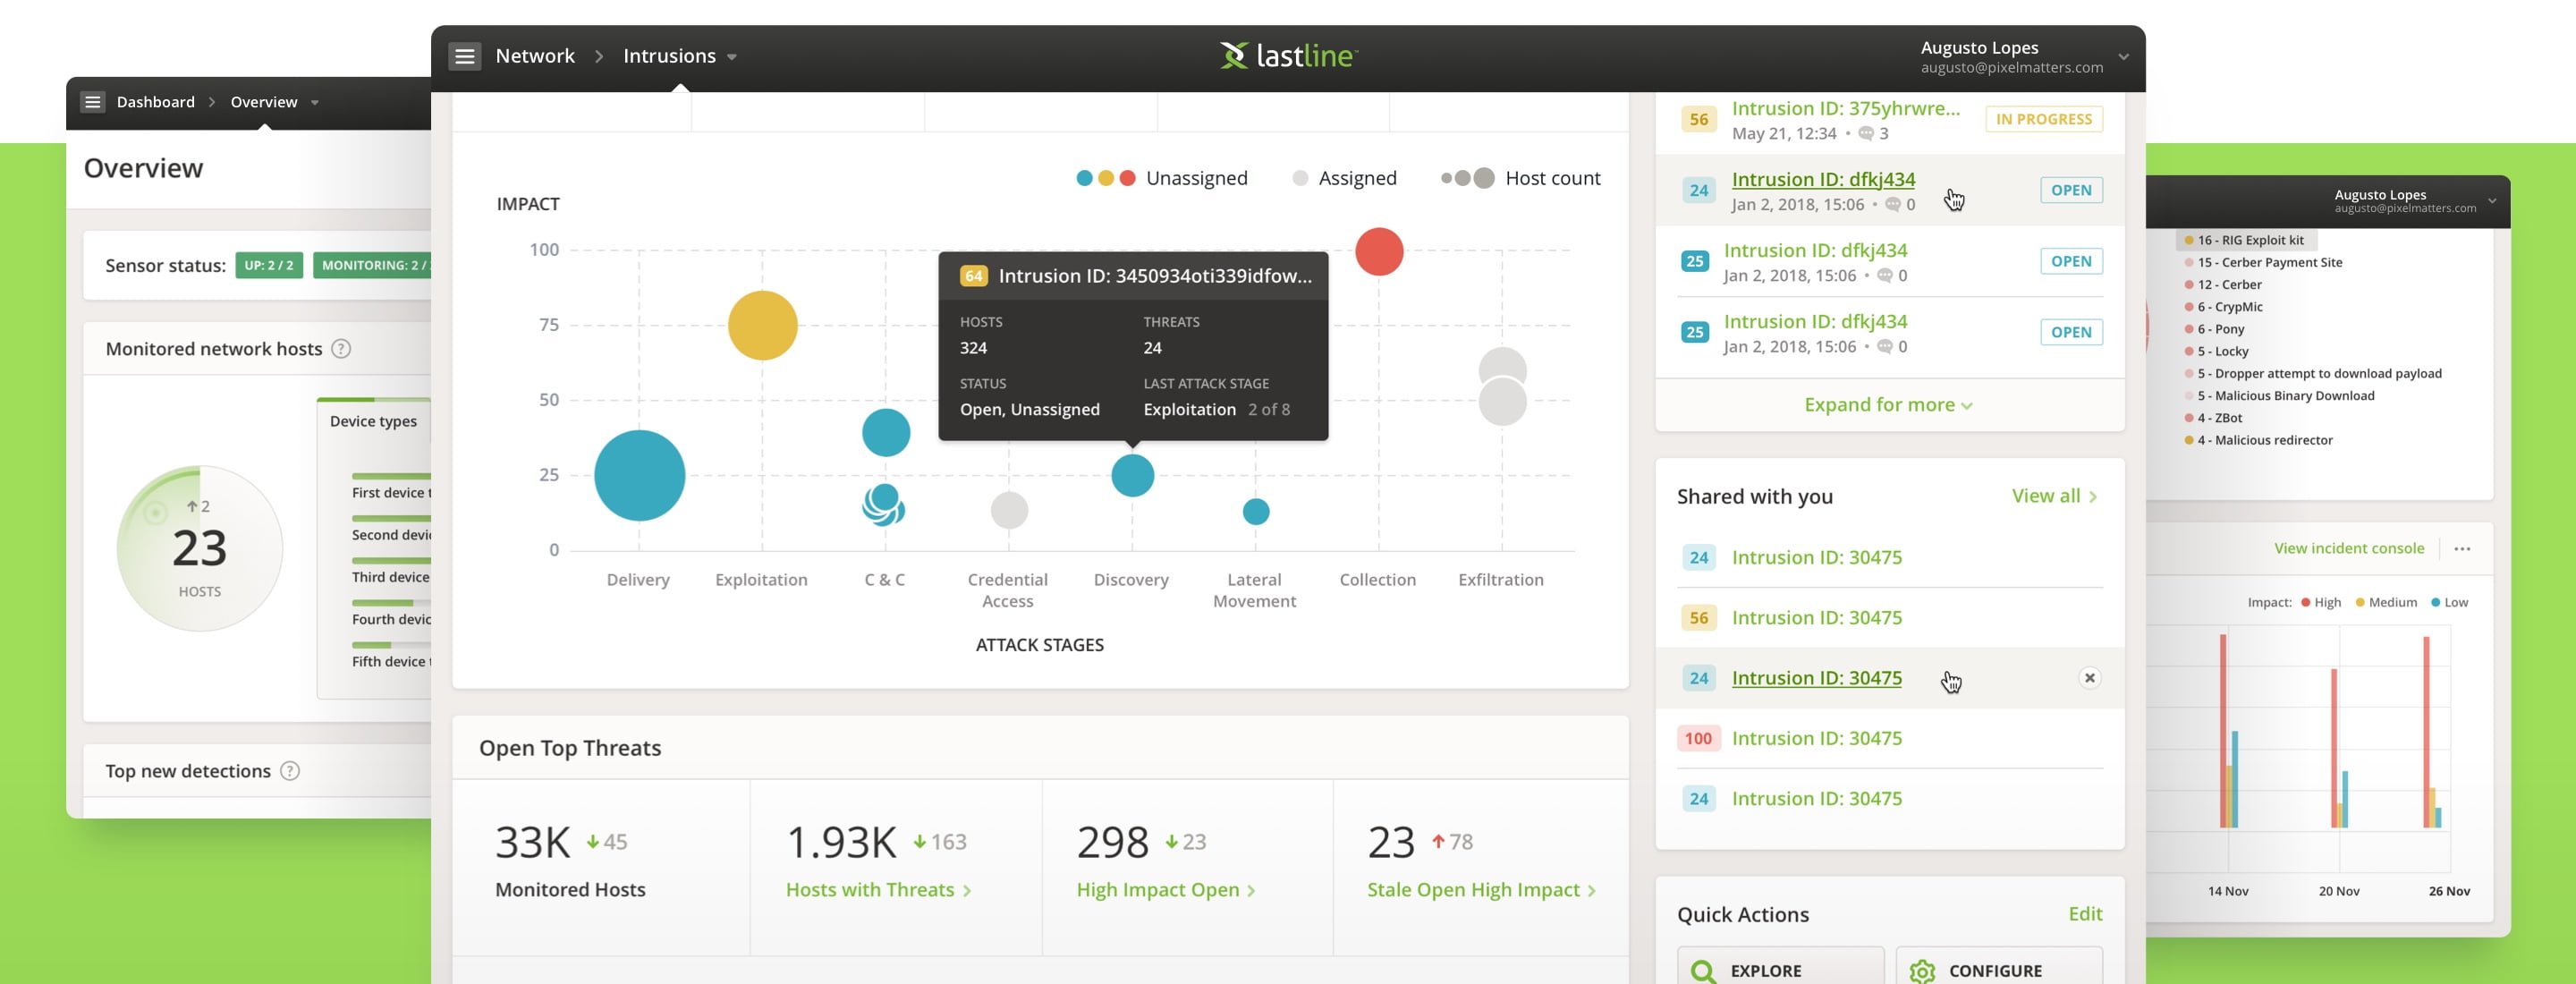 Dashboard > Overview
Overview
Sensor status: UP: 2 / 2 MONITORING: 2 /
Monitored network hosts ?
Device types
2
23
HOSTS
First device
Second
Third device
Fourth
Fifth device
Top new detections ?
Network > Intrusions
lastline
Augusto Lopes
augusto@pixelmatters.com
Unassigned Assigned Host count
IMPACT
100
75
50
25
0
64 Intrusion ID: 3450934oti339idfow...
HOSTS THREATS
324 24
STATUS LAST ATTACK STAGE
Open, Unassigned Exploitation 2 of 8
Delivery Exploitation C & C Credential Discovery Lateral Collection Exfiltration
Access Movement
ATTACK STAGES
Open Top Threats
33K 45
Monitored Hosts
1.93K 163
Hosts with Threats >
298 23
High Impact Open >
23 78
Stale Open High Impact >
56 Intrusion ID: 375yhrwre... IN PROGRESS
May 21, 12:34 • 3
24 Intrusion ID: dfkj434 OPEN
Jan 2, 2018, 15:06 • 0
25 Intrusion ID: dfkj434 OPEN
Jan 2, 2018, 15:06 • 0
25 Intrusion ID: dfkj434 OPEN
Jan 2, 2018, 15:06 • 0
Expand for more
Shared with you View all >
24 Intrusion ID: 30475
56 Intrusion ID: 30475
24 Intrusion ID: 30475
100 Intrusion ID: 30475
24 Intrusion ID: 30475
Quick Actions Edit
EXPLORE CONFIGURE
Augusto Lopes
augusto@pixelmatters.com
16 - RIG Exploit kit
15 - Cerber Payment Site
12 - Cerber
6 - CrypMic
6 - Pony
5 - Locky
5 - Dropper attempt to download payload
5 - Malicious Binary Download
4 - ZBot
4 - Malicious redirector
View incident console ...
Impact: High Medium Low
14 Nov 20 Nov 26 Nov